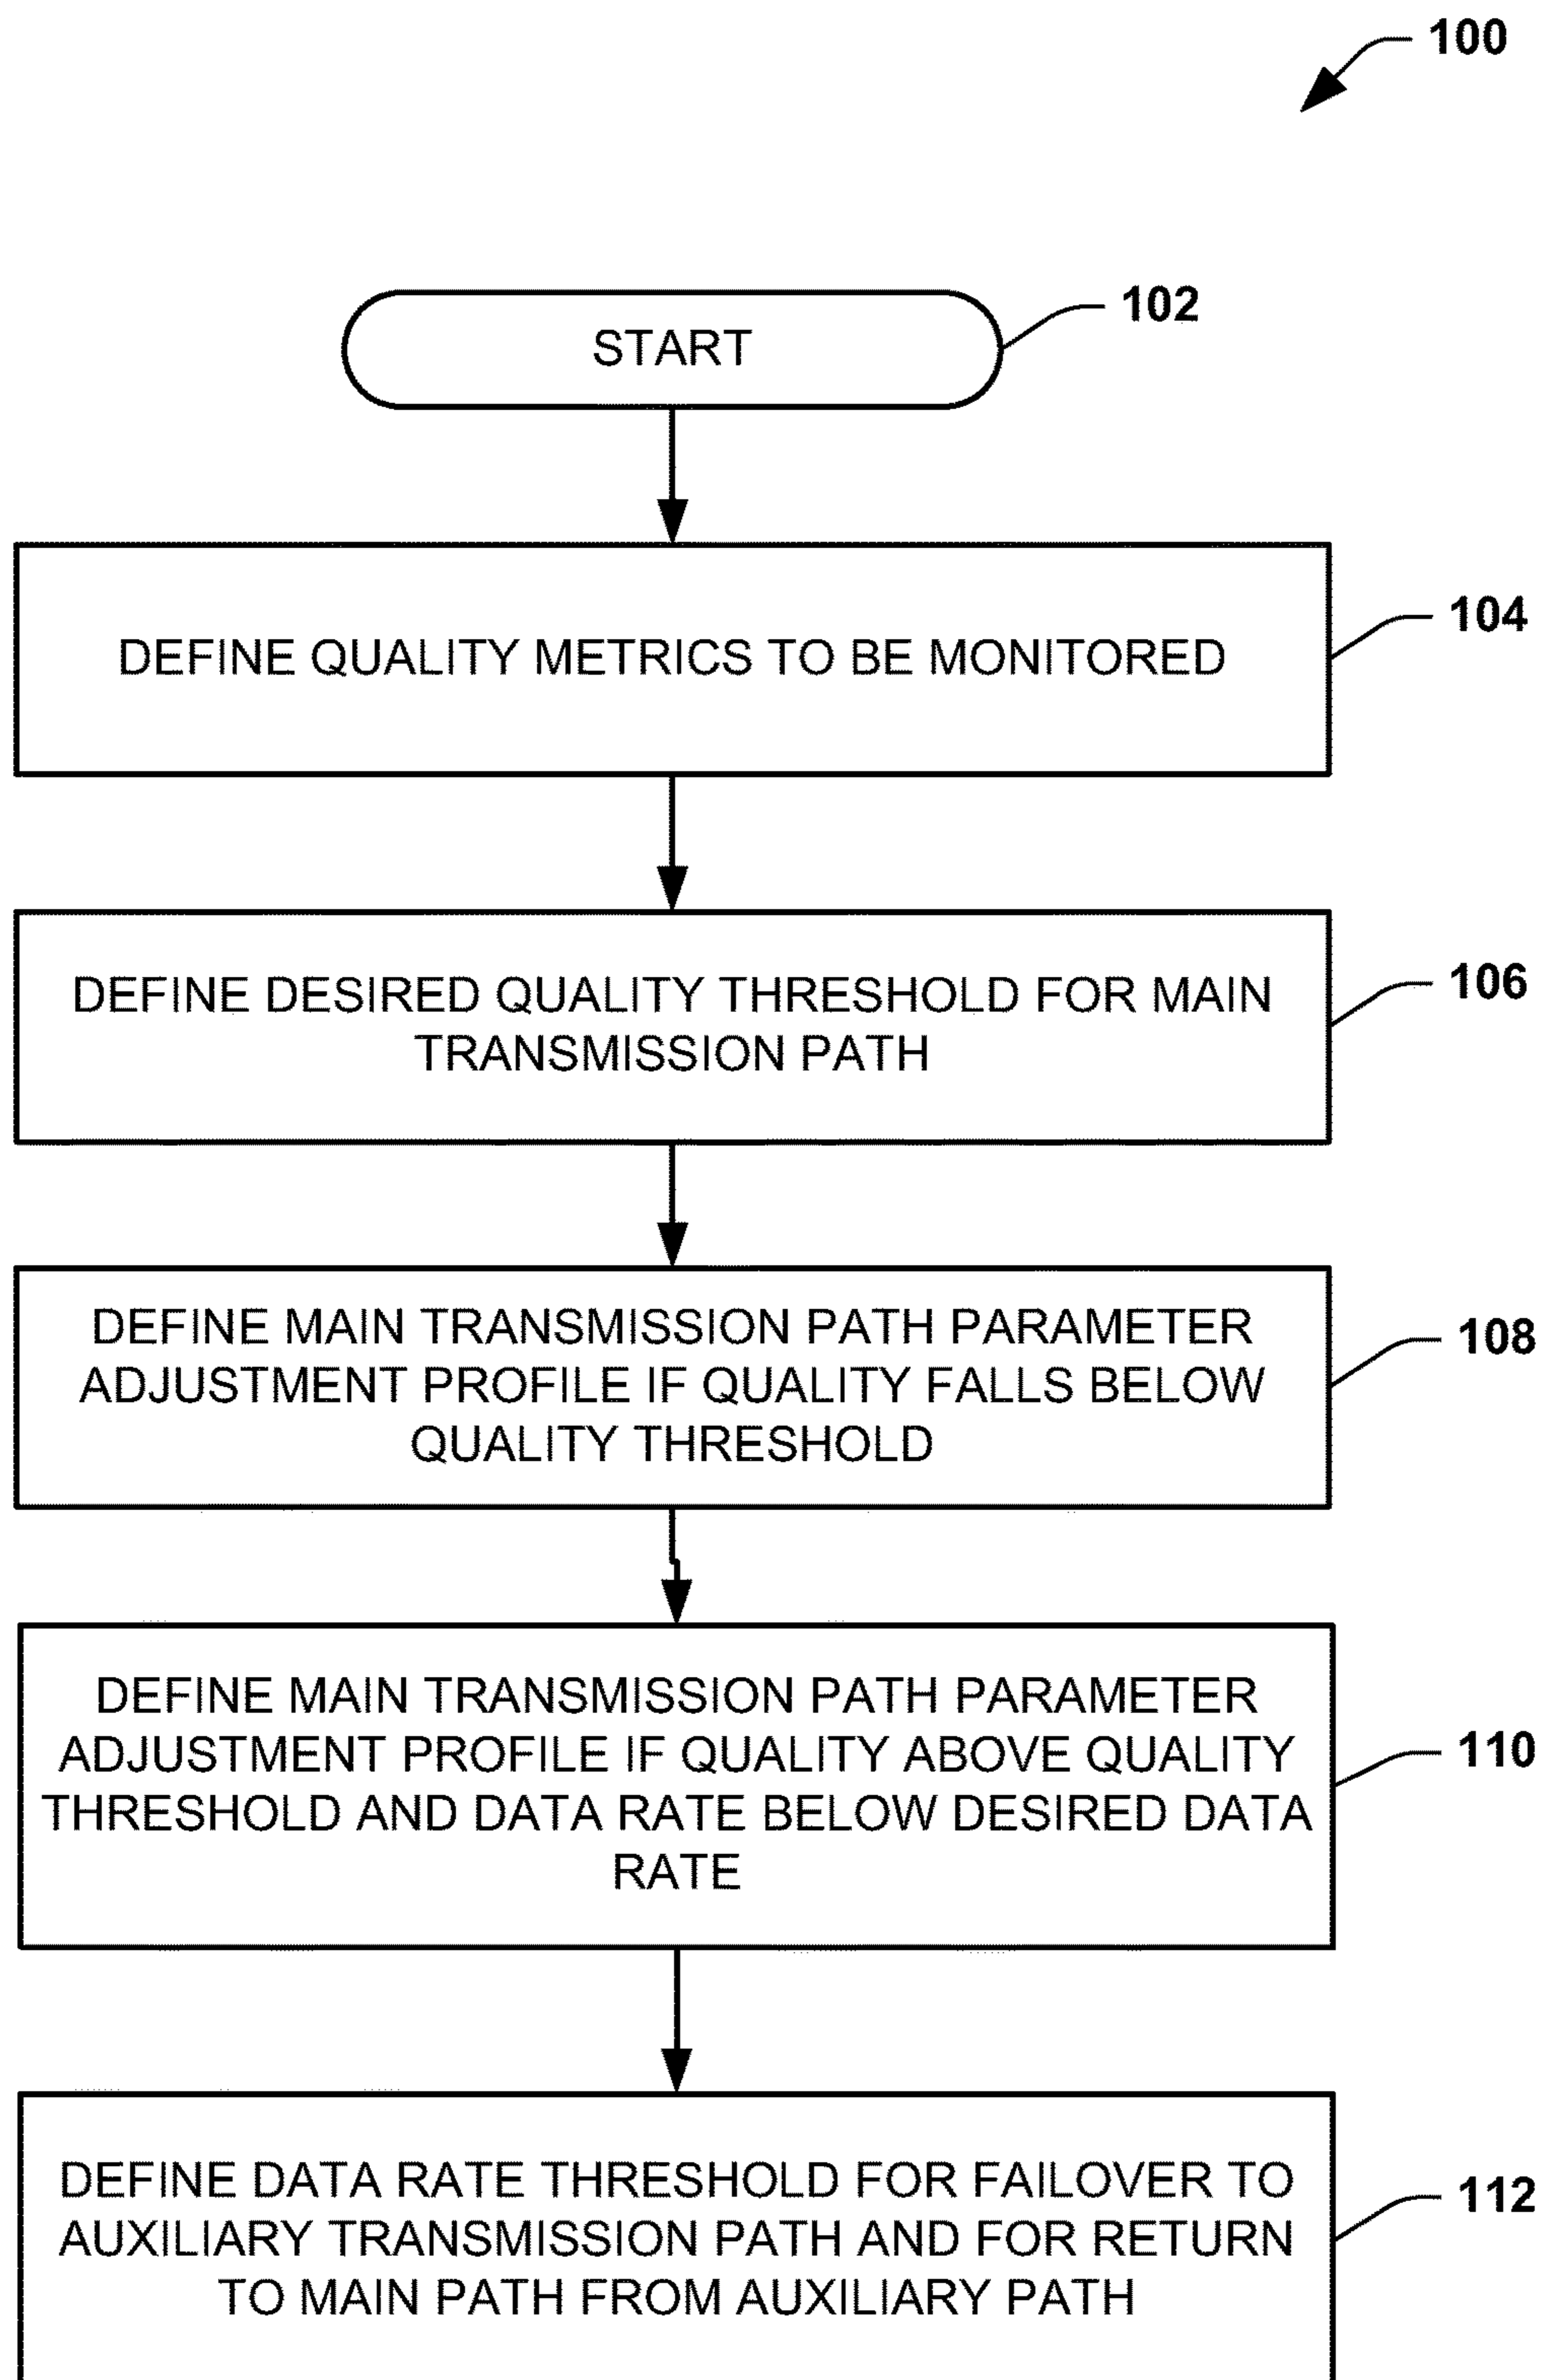 100
START
102
DEFINE QUALITY METRICS TO BE MONITORED
104
DEFINE DESIRED QUALITY THRESHOLD FOR MAIN
TRANSMISSION PATH
106
DEFINE MAIN TRANSMISSION PATH PARAMETER
ADJUSTMENT PROFILE IF QUALITY FALLS BELOW
QUALITY THRESHOLD
108
DEFINE MAIN TRANSMISSION PATH PARAMETER
ADJUSTMENT PROFILE IF QUALITY ABOVE QUALITY
THRESHOLD AND DATA RATE BELOW DESIRED DATA
RATE
110
DEFINE DATA RATE THRESHOLD FOR FAILOVER TO
AUXILIARY TRANSMISSION PATH AND FOR RETURN
TO MAIN PATH FROM AUXILIARY PATH
112